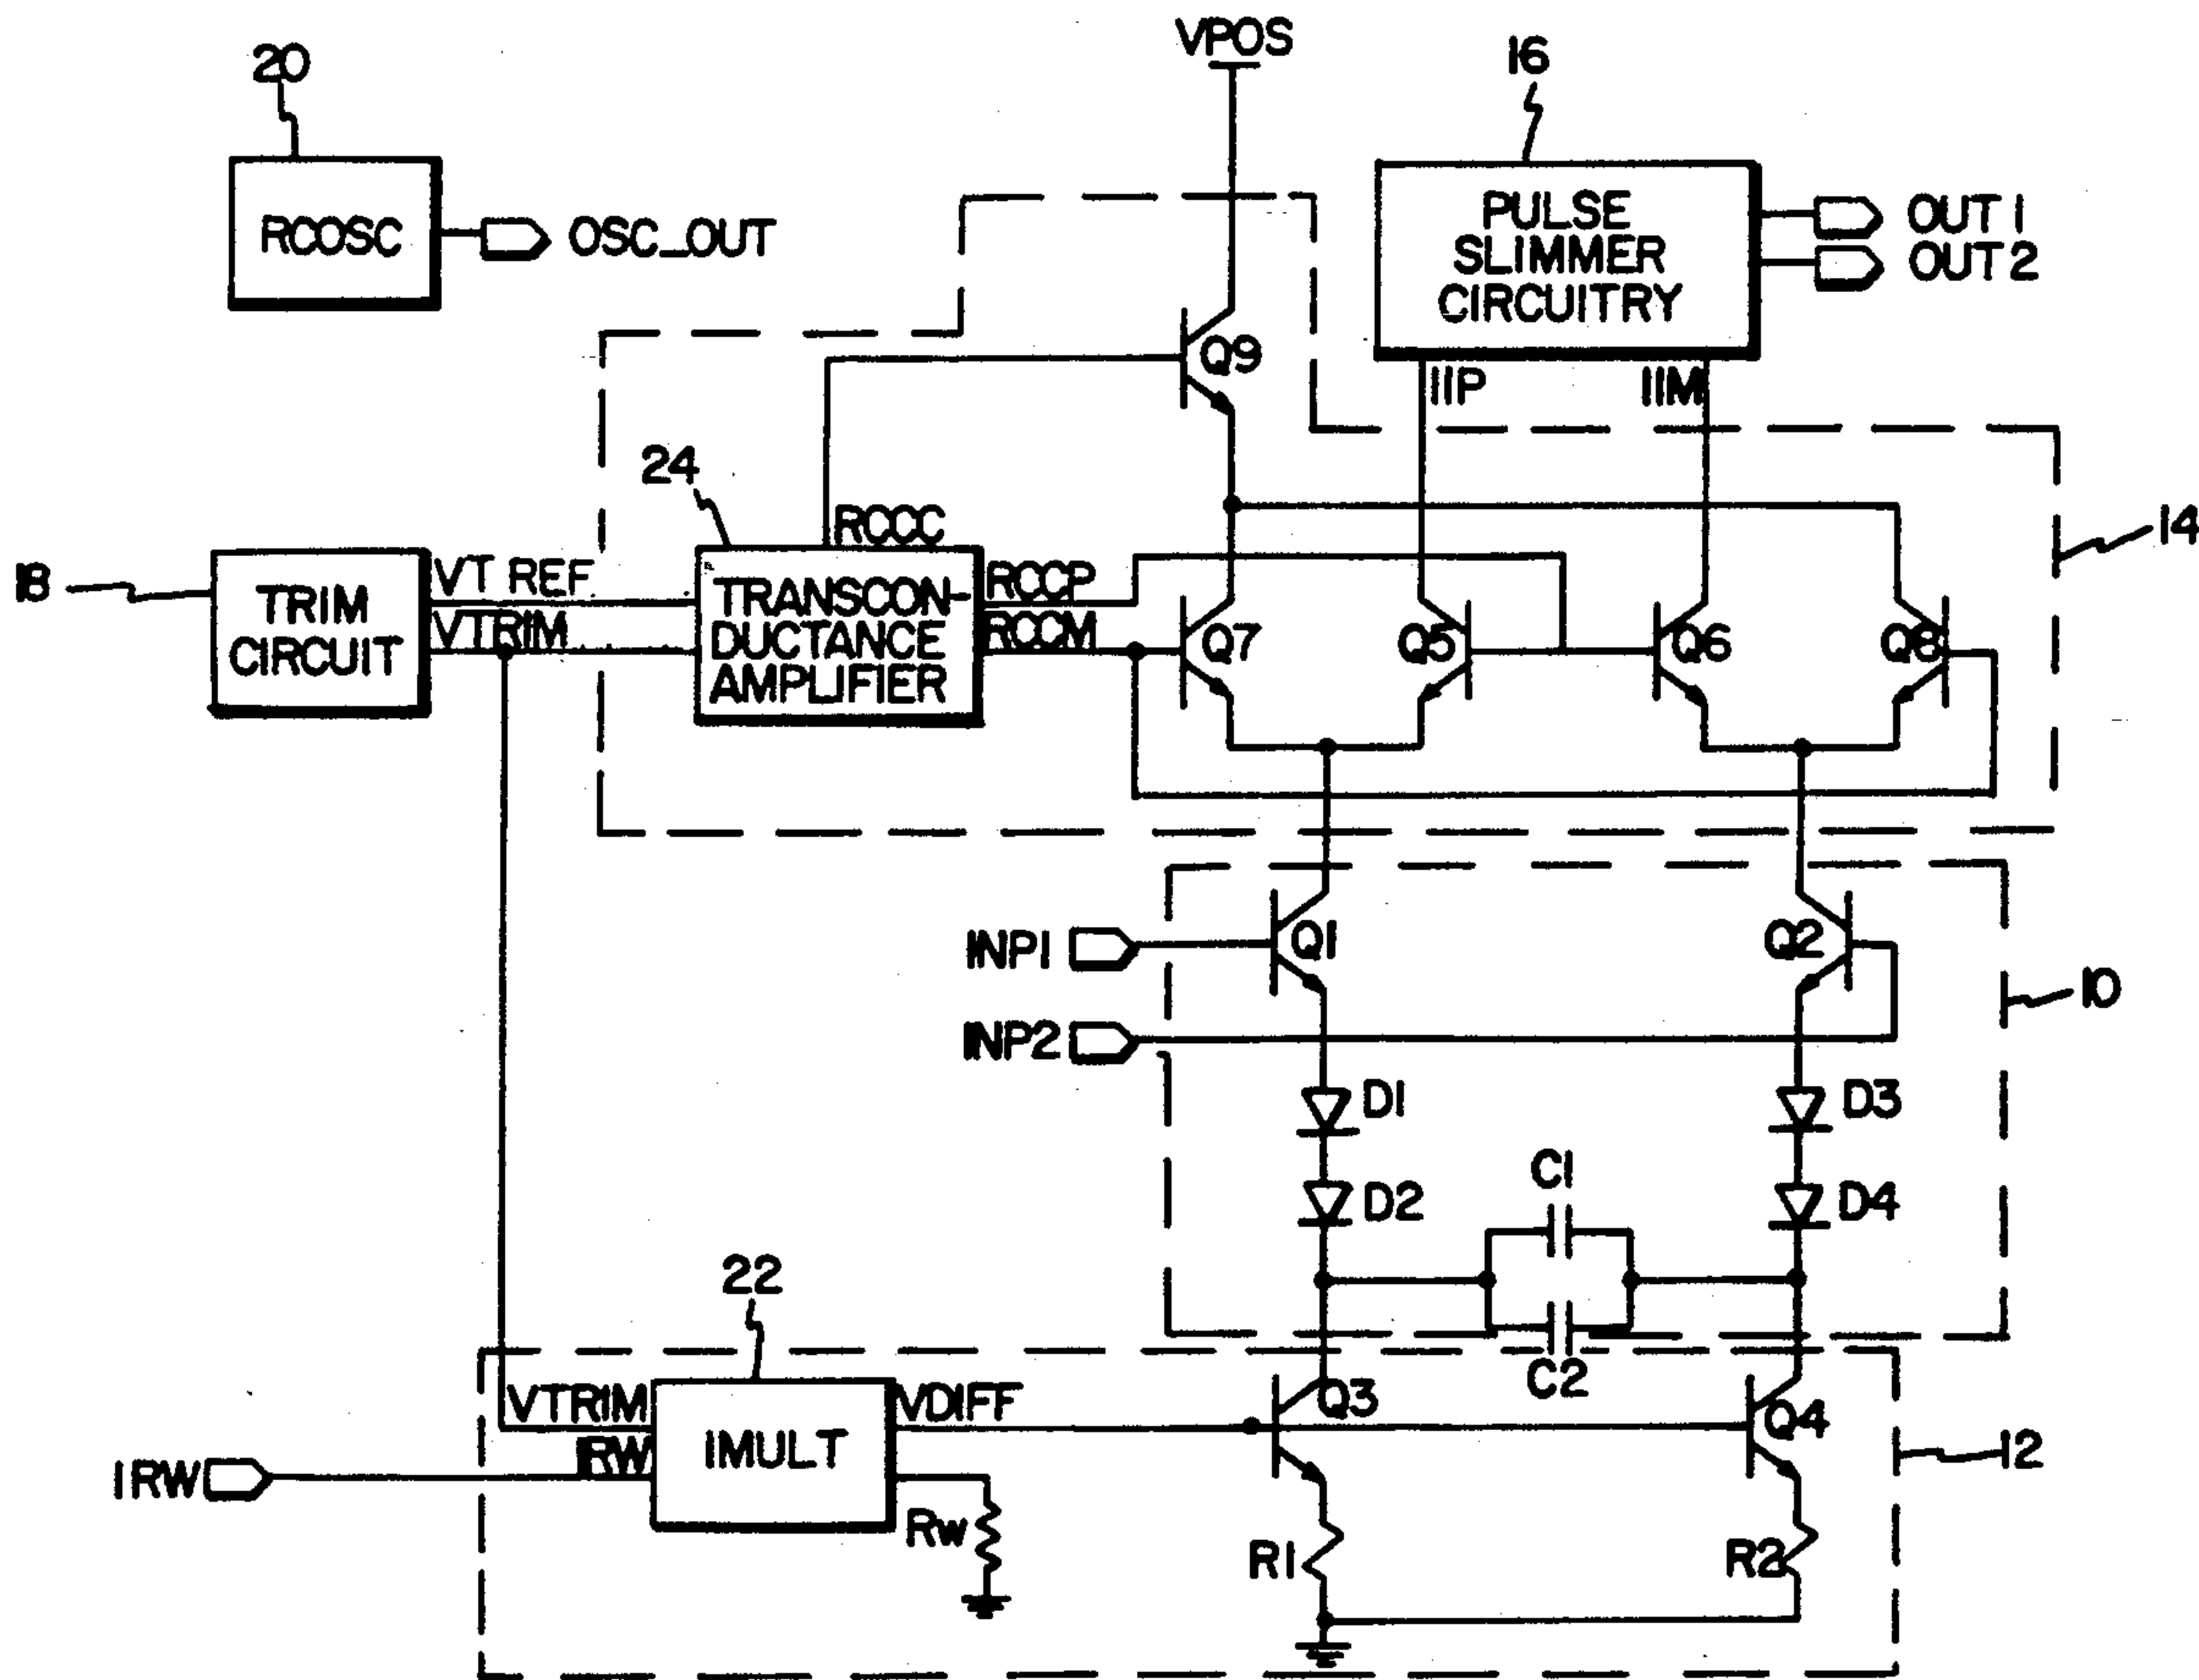 VPOS
20
16
RCOSC
OSC_OUT
PULSE
SLIMMER
CIRCUITRY
OUT 1
OUT 2
Q9
IIP
IIM
24
14
RCCC
18
TRIM
CIRCUIT
VT REF
VTRIM
TRANSCON-
DUCTANCE
AMPLIFIER
RCCP
RCCM
Q7
Q5
Q6
Q8
INP1
Q1
Q2
10
INP2
D1
D3
C1
D2
D4
22
C2
VTRIM
IRW
IMULT
VDIFF
Q3
Q4
12
IRW
Rw
R1
R2